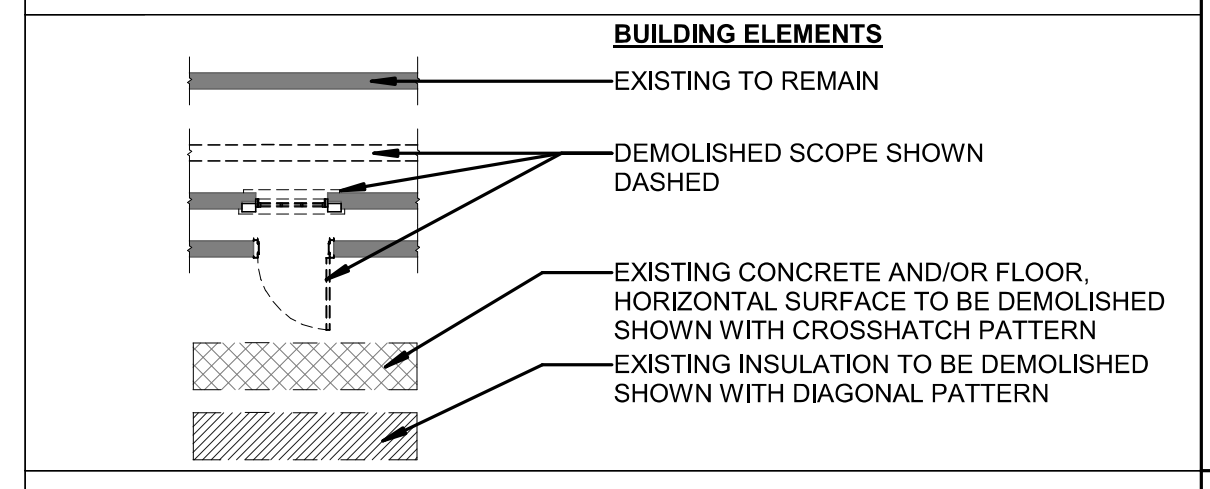 BUILDING ELEMENTS
EXISTING TO REMAIN
DEMOLISHED SCOPE SHOWN
DASHED
EXISTING CONCRETE AND/OR FLOOR,
HORIZONTAL SURFACE TO BE DEMOLISHED
SHOWN WITH CROSSHATCH PATTERN
EXISTING INSULATION TO BE DEMOLISHED
SHOWN WITH DIAGONAL PATTERN